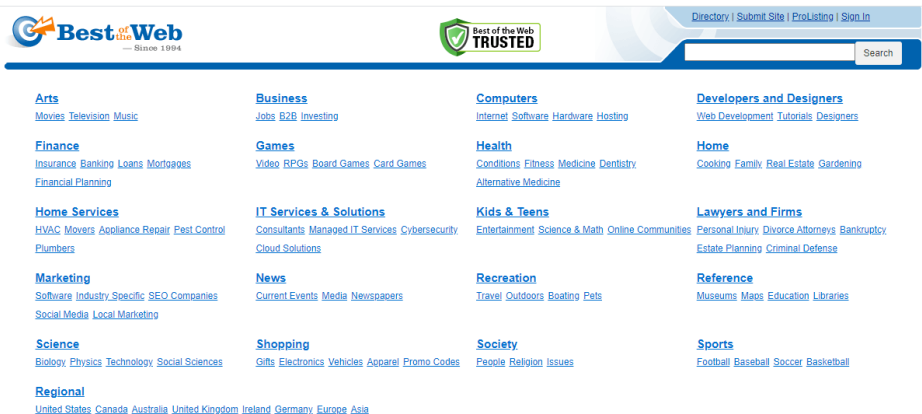 Directory | Submit Site | ProListing | Sign In
Best of the Web
— Since 1994
Best of the Web
TRUSTED
Search
Arts
Movies Television Music
Business
Jobs B2B Investing
Computers
Internet Software Hardware Hosting
Developers and Designers
Web Development Tutorials Designers
Finance
Insurance Banking Loans Mortgages
Financial Planning
Games
Video RPGs Board Games Card Games
Health
Conditions Fitness Medicine Dentistry
Alternative Medicine
Home
Cooking Family Real Estate Gardening
Home Services
HVAC Movers Appliance Repair Pest Control
Plumbers
IT Services & Solutions
Consultants Managed IT Services Cybersecurity
Cloud Solutions
Kids & Teens
Entertainment Science & Math Online Communities
Lawyers and Firms
Personal Injury Divorce Attorneys Bankruptcy
Estate Planning Criminal Defense
Marketing
Software Industry Specific SEO Companies
Social Media Local Marketing
News
Current Events Media Newspapers
Recreation
Travel Outdoors Boating Pets
Reference
Museums Maps Education Libraries
Science
Biology Physics Technology Social Sciences
Shopping
Gifts Electronics Vehicles Apparel Promo Codes
Society
People Religion Issues
Sports
Football Baseball Soccer Basketball
Regional
United States Canada Australia United Kingdom Ireland Germany Europe Asia